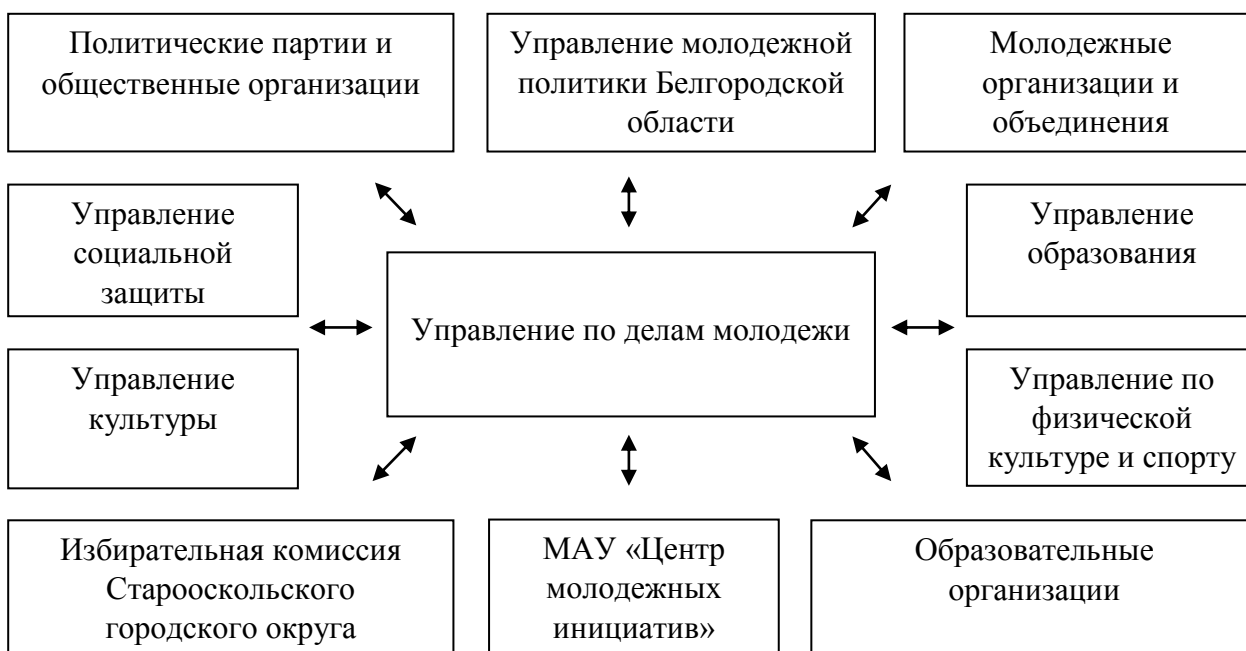 Политические партии и
общественные организации
Управление молодежной
политики Белгородской
области
Молодежные
организации и
объединения
Управление
социальной
защиты
Управление
образования
Управление по делам молодежи
Управление
культуры
Управление по
физической
культуре и спорту
Избирательная комиссия
Старооскольского
городского округа
МАУ «Центр
молодежных
инициатив»
Образовательные
организации